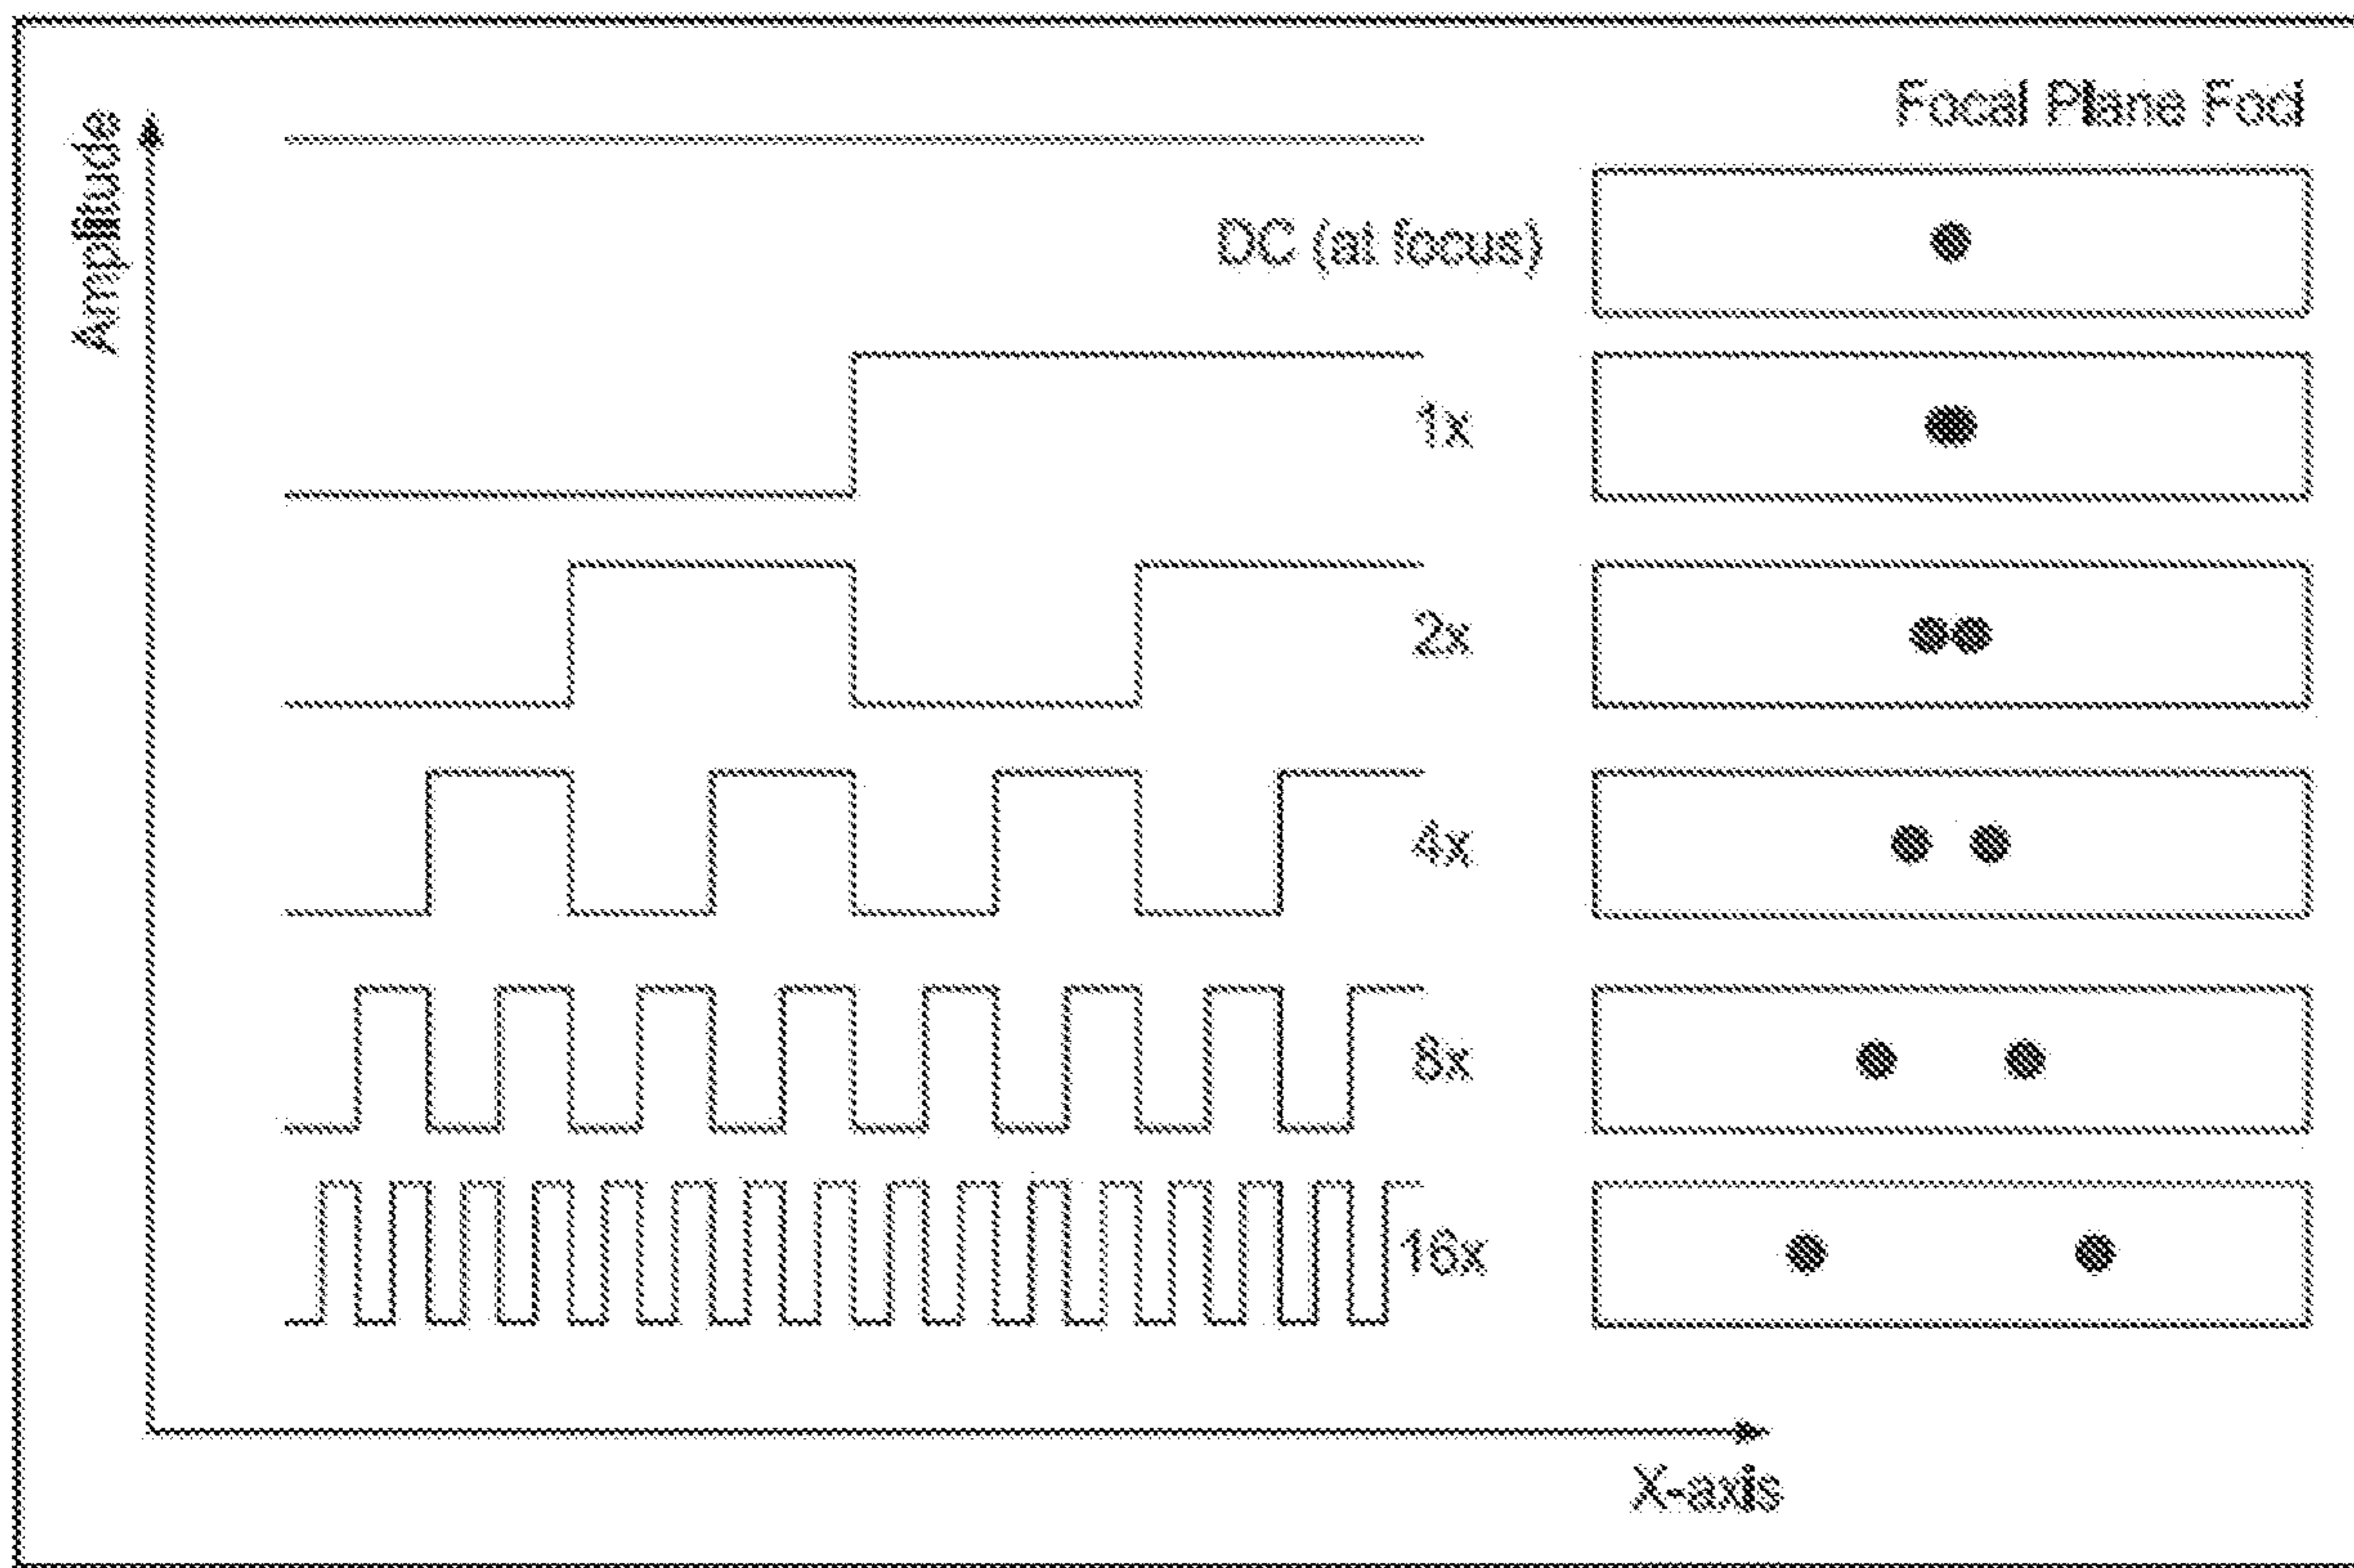 Focal Plane Foci
Amplitude
DC (at focus)
1x
2x
4x
8x
16x
X-axis